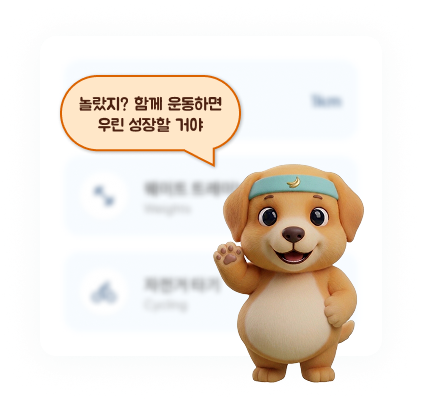 놀랐지? 함께 운동하면
우린 성장할 거야
5km
웨이트 트레이
Weights
자전거 타기
Cycling